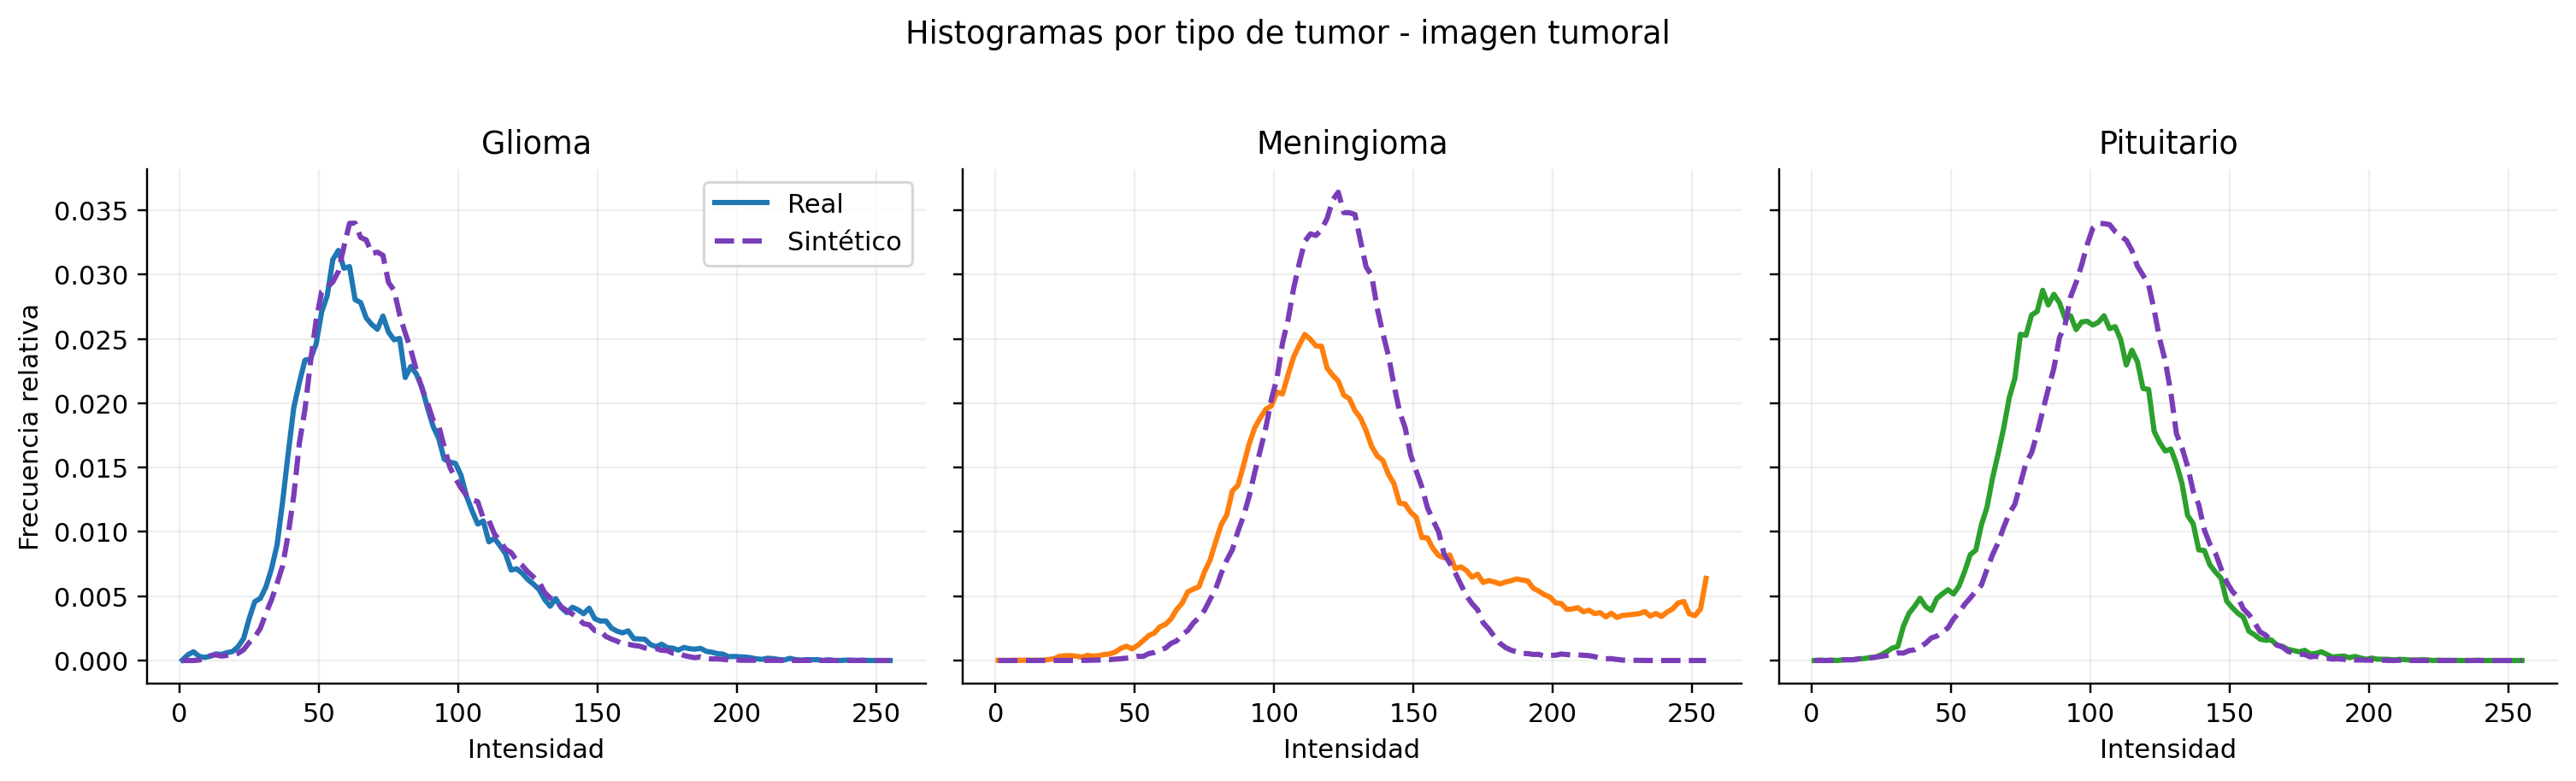 Histogramas por tipo de tumor - imagen tumoral
Glioma
Meningioma
Pituitario
Real
Sintético
Frecuencia relativa
0.035
0.030
0.025
0.020
0.015
0.010
0.005
0.000
0 50 100 150 200 250
0 50 100 150 200 250
0 50 100 150 200 250
Intensidad
Intensidad
Intensidad